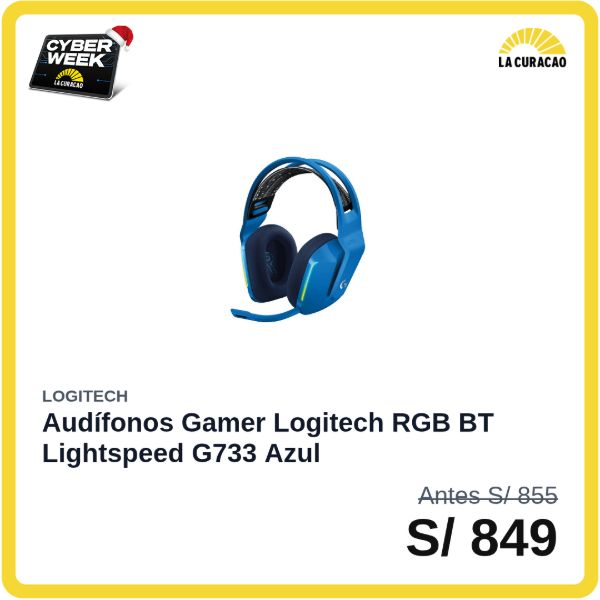 CYBER
WEEK
LA CURACAO
LA CURACAO
LOGITECH
Audífonos Gamer Logitech RGB BT
Lightspeed G733 Azul
Antes S/ 855
S/ 849